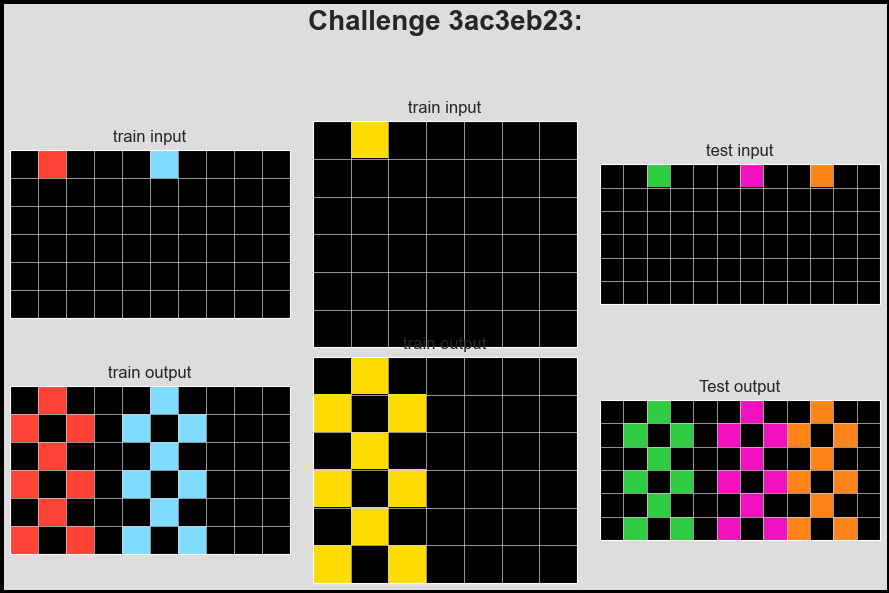 Challenge 3ac3eb23:
train input
train input
test input
train output
train output
Test output